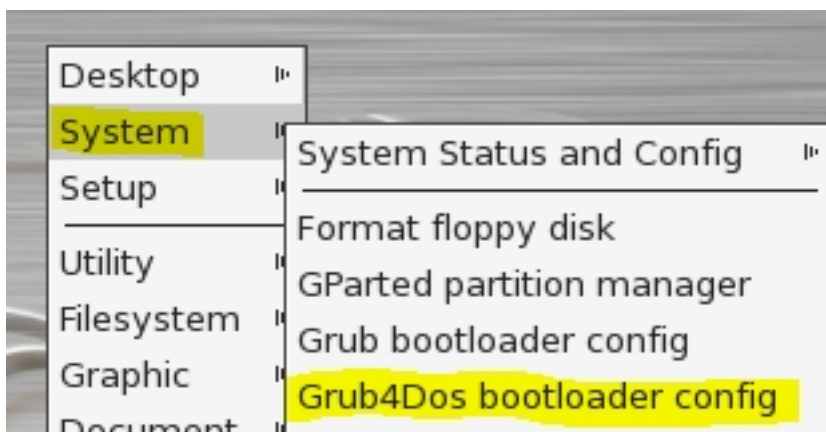 Desktop
System
Setup
Utility
Filesystem
Graphic
Document
System Status and Config
Format floppy disk
GParted partition manager
Grub bootloader config
Grub4Dos bootloader config